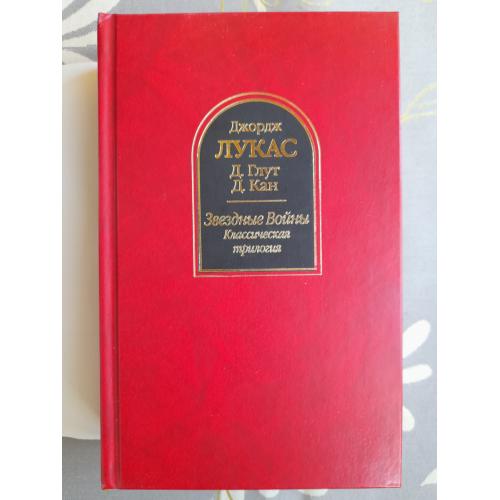 Джордж
ЛУКАС
Д. Глут
Д. Кан
Звездные Войны
Классическая
трилогия